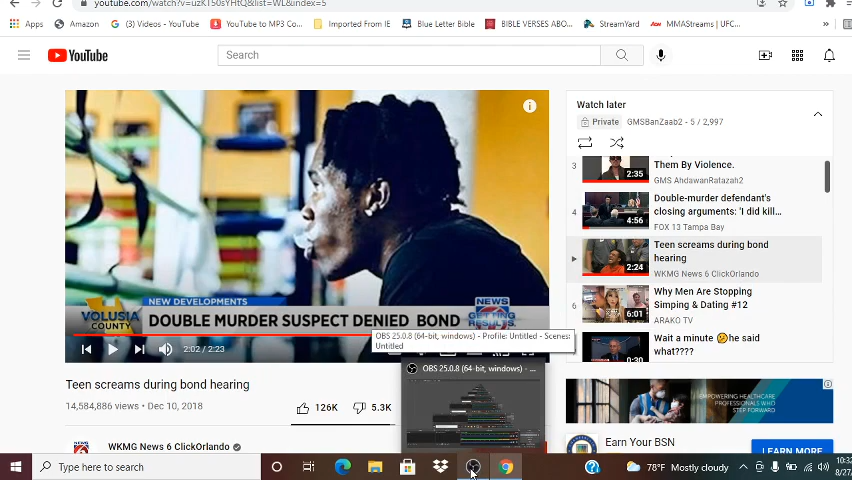 youtube.com/watch?v=uzKT50sYHtQ&list=WL&index=5
Apps
Amazon
(3) Videos - YouTube
YouTube to MP3 Co...
Imported From IE
Blue Letter Bible
BIBLE VERSES ABO...
StreamYard
MMAStreams | UFC...
»
YouTube
Search
NEW DEVELOPMENTS
VOLUSIA
COUNTY
DOUBLE MURDER SUSPECT DENIED BOND
NEWS
GETTING
RESULTS.
2:02 / 2:23
OBS 25.0.8 (64-bit, windows) - Profile: Untitled - Scenes:
Untitled
OBS 25.0.8 (64-bit, windows) - ...
Teen screams during bond hearing
14,584,886 views • Dec 10, 2018
126K
5.3K
WKMG News 6 ClickOrlando
Watch later
Private
GMSBanZaab2 - 5 / 2,997
3
Them By Violence.
GMS AhdawanRatazah2
2:35
4
Double-murder defendant's
closing arguments: 'I did kill...
FOX 13 Tampa Bay
4:56
Teen screams during bond
hearing
WKMG News 6 ClickOrlando
2:24
6
Why Men Are Stopping
Simping & Dating #12
ARAKO TV
6:01
Wait a minute 🤔he said
what????
0:30
EMPOWERING HEALTHCARE
PROFESSIONALS WHO
STEP FORWARD
Earn Your BSN
LEARN MORE
Type here to search
78°F Mostly cloudy
10:32
8/27/